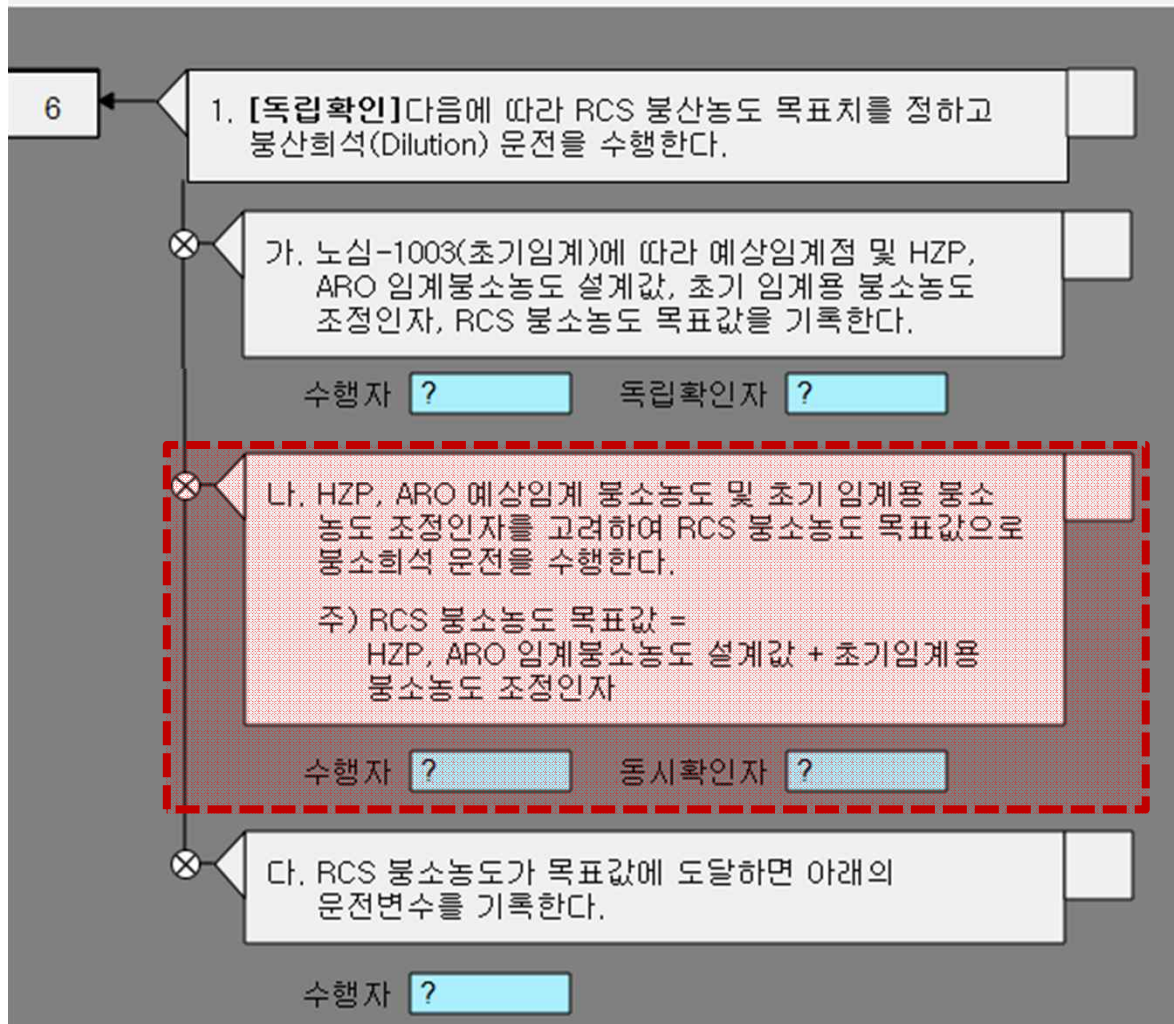 6
1. [독립확인]다음에 따라 RCS 붕산농도 목표치를 정하고
붕산희석(Dilution) 운전을 수행한다.
가. 노심-1003(초기임계)에 따라 예상임계점 및 HZP,
ARO 임계붕소농도 설계값, 초기 임계용 붕소농도
조정인자, RCS 붕소농도 목표값을 기록한다.
수행자 ? 독립확인자 ?
나. HZP, ARO 예상임계 붕소농도 및 초기 임계용 붕소
농도 조정인자를 고려하여 RCS 붕소농도 목표값으로
붕소희석 운전을 수행한다.
주) RCS 붕소농도 목표값 =
HZP, ARO 임계붕소농도 설계값 + 초기임계용
붕소농도 조정인자
수행자 ? 동시확인자 ?
다. RCS 붕소농도가 목표값에 도달하면 아래의
운전변수를 기록한다.
수행자 ?